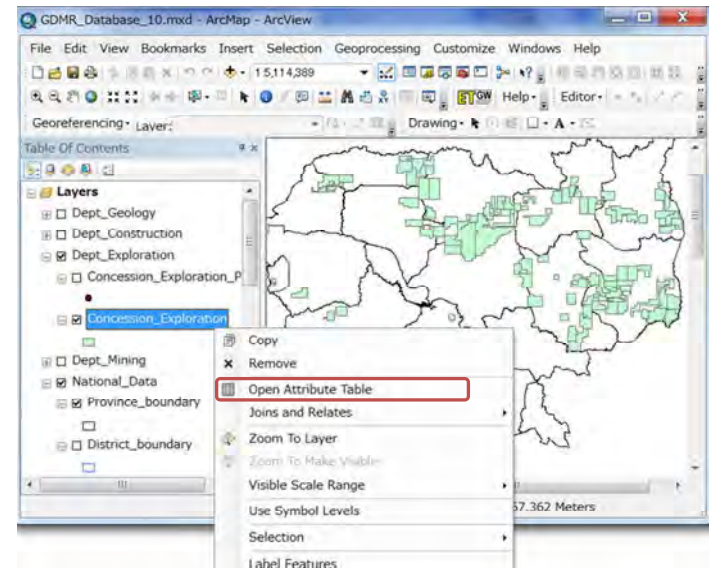 GDMR_Database_10.mxd - ArcMap - ArcView
File Edit View Bookmarks Insert Selection Geoprocessing Customize Windows Help
1:5,114,389
ETGW Help Editor
Georeferencing Layer: Drawing A
Table Of Contents
Layers
Dept_Geology
Dept_Construction
Dept_Exploration
Concession_Exploration_P
Concession_Exploration
Dept_Mining
National_Data
Province_boundary
District_boundary
Copy
Remove
Open Attribute Table
Joins and Relates
Zoom To Layer
Zoom To Make Visible
Visible Scale Range
Use Symbol Levels
Selection
Label Features
57.362 Meters